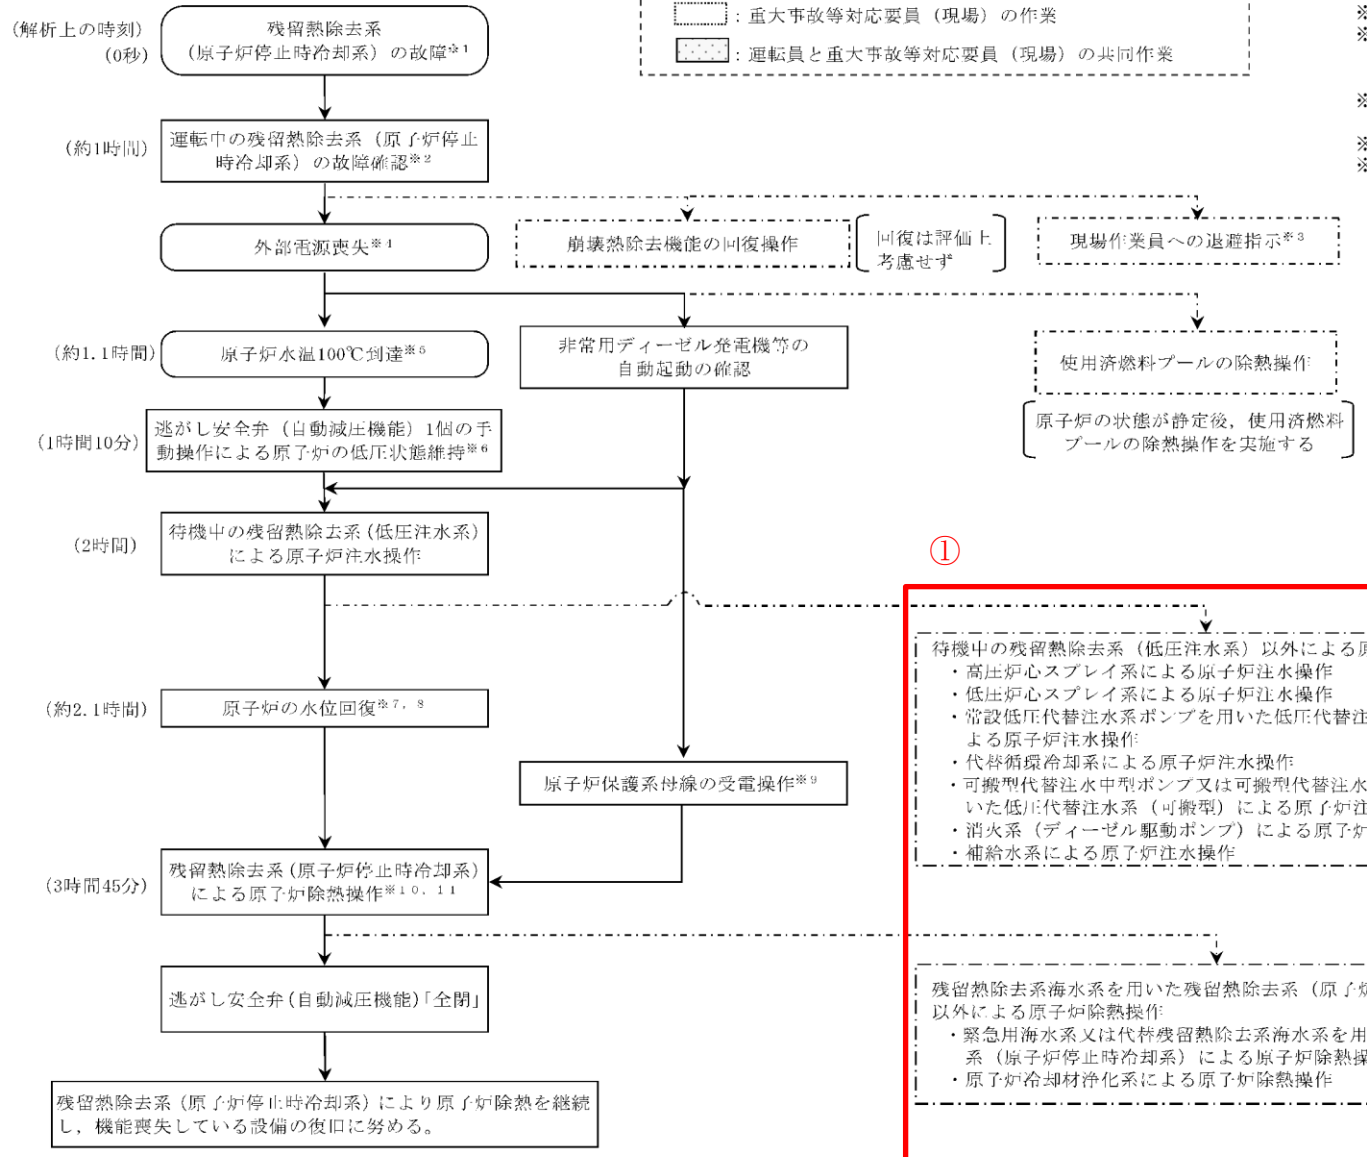 (解析上の時刻)
(0秒)
残留熱除去系
(原子炉停止時冷却系)の故障※1
:重大事故等対応要員(現場)の作業
:運転員と重大事故等対応要員(現場)の共同作業
※
※
※
※
※
(約1時間)
運転中の残留熱除去系(原子炉停止
時冷却系)の故障確認※2
外部電源喪失※4
崩壊熱除去機能の回復操作
回復は評価上
考慮せず
現場作業員への退避指示※3
(約1.1時間)
原子炉水温100℃到達※5
非常用ディーゼル発電機等の
自動起動の確認
使用済燃料プールの除熱操作
原子炉の状態が静定後,使用済燃料
プールの除熱操作を実施する
(1時間10分)
逃がし安全弁(自動減圧機能)1個の手
動操作による原子炉の低圧状態維持※6
(2時間)
待機中の残留熱除去系(低圧注水系)
による原子炉注水操作
①
待機中の残留熱除去系(低圧注水系)以外による原
・高圧炉心スプレイ系による原子炉注水操作
・低圧炉心スプレイ系による原子炉注水操作
・常設低圧代替注水系ポンプを用いた低圧代替注
よる原子炉注水操作
・代替循環冷却系による原子炉注水操作
・可搬型代替注水中型ポンプ又は可搬型代替注水
いた低圧代替注水系(可搬型)による原子炉注
・消火系(ディーゼル駆動ポンプ)による原子炉
・補給水系による原子炉注水操作
(約2.1時間)
原子炉の水位回復※7,8
原子炉保護系母線の受電操作※9
(3時間45分)
残留熱除去系(原子炉停止時冷却系)
による原子炉除熱操作※10,11
逃がし安全弁(自動減圧機能)「全閉」
残留熱除去系海水系を用いた残留熱除去系(原子炉
以外による原子炉除熱操作
・緊急用海水系又は代替残留熱除去系海水系を用
系(原子炉停止時冷却系)による原子炉除熱操
・原子炉冷却材浄化系による原子炉除熱操作
残留熱除去系(原子炉停止時冷却系)により原子炉除熱を継続
し,機能喪失している設備の復旧に努める。